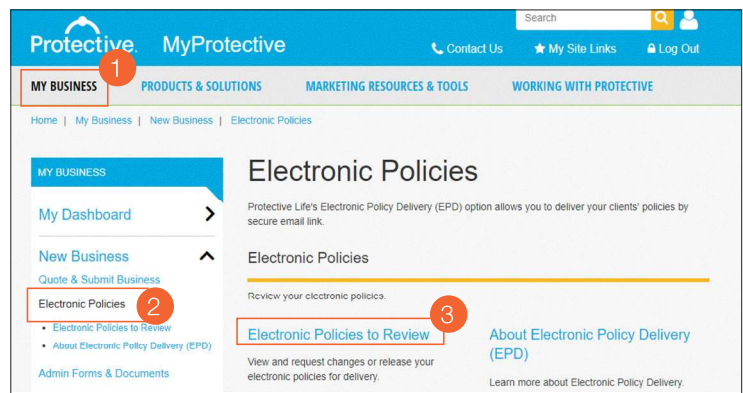 Search
Protective. MyProtective
Contact Us My Site Links Log Out
1
MY BUSINESS PRODUCTS & SOLUTIONS MARKETING RESOURCES & TOOLS WORKING WITH PROTECTIVE
Home | My Business | New Business | Electronic Policies
MY BUSINESS
My Dashboard
New Business
Quote & Submit Business
Electronic Policies
2
• Electronic Policies to Review
• About Electronic Policy Delivery (EPD)
Admin Forms & Documents
Electronic Policies
Protective Life's Electronic Policy Delivery (EPD) option allows you to deliver your clients' policies by
secure email link.
Electronic Policies
Review your electronic policies.
3
Electronic Policies to Review
View and request changes or release your
electronic policies for delivery.
About Electronic Policy Delivery
(EPD)
Learn more about Electronic Policy Delivery.